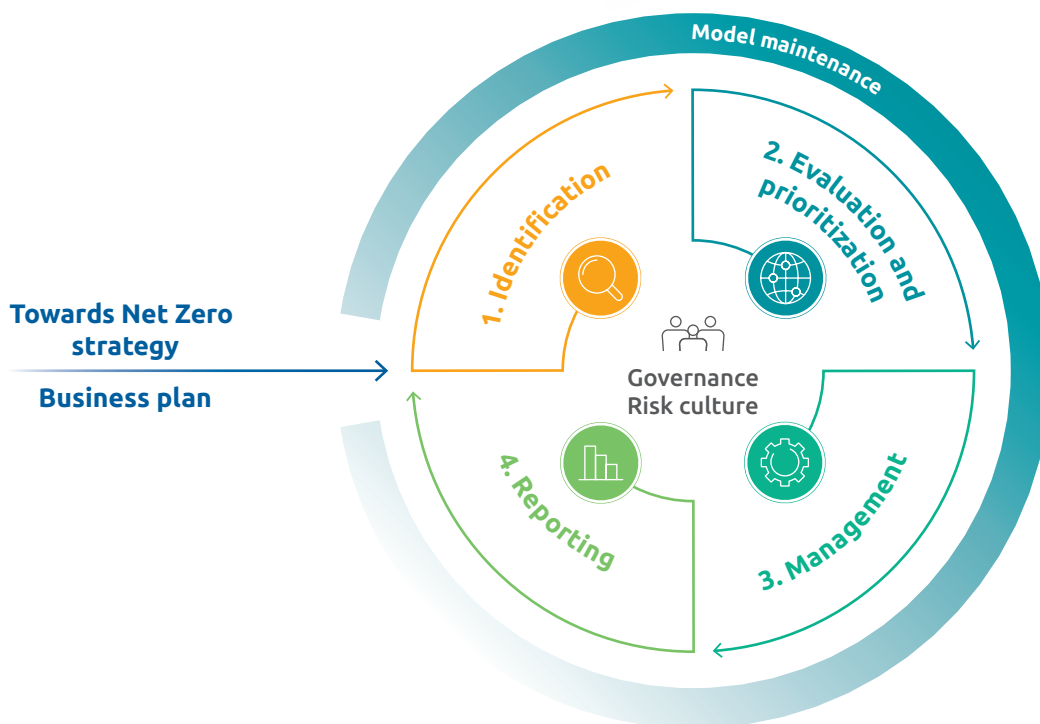 Model maintenance
1. Identification
2. Evaluation and
prioritization
Towards Net Zero
strategy
Business plan
Governance
Risk culture
4. Reporting
3. Management